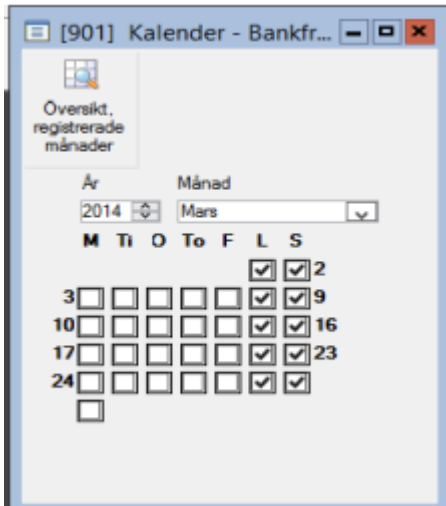 [901] Kalender - Bankfr...
Översikt,
registrerade
månader
År Månad
2014 Mars
M Ti O To F L S
2
3 9
10 16
17 23
24